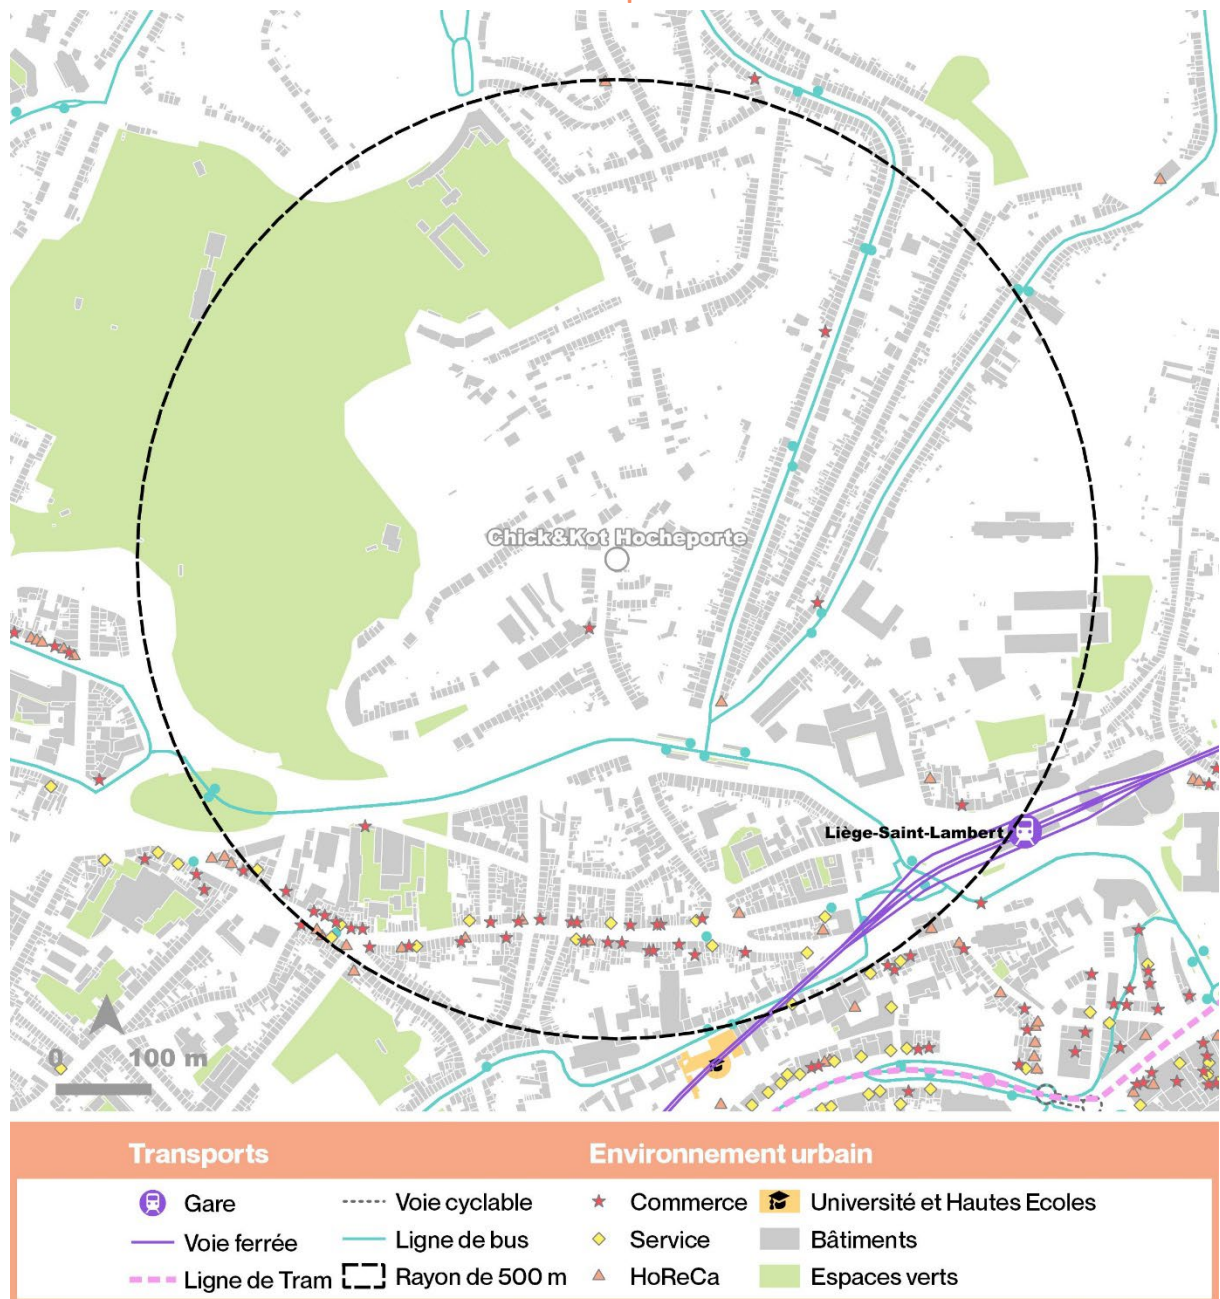 Chick&Kot Hocheporte
Liège-Saint-Lambert
0 100 m
Transports
Environnement urbain
Gare
Voie cyclable
Commerce
Université et Hautes Ecoles
Voie ferrée
Ligne de bus
Service
Bâtiments
Ligne de Tram
Rayon de 500 m
HoReCa
Espaces verts